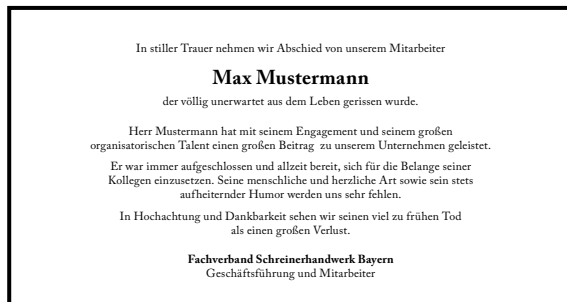 In stiller Trauer nehmen wir Abschied von unserem Mitarbeiter
Max Mustermann
der völlig unerwartet aus dem Leben gerissen wurde.
Herr Mustermann hat mit seinem Engagement und seinem großen
organisatorischen Talent einen großen Beitrag zu unserem Unternehmen geleistet.
Er war immer aufgeschlossen und allzeit bereit, sich für die Belange seiner
Kollegen einzusetzen. Seine menschliche und herzliche Art sowie sein stets
aufheiternder Humor werden uns sehr fehlen.
In Hochachtung und Dankbarkeit sehen wir seinen viel zu frühen Tod
als einen großen Verlust.
Fachverband Schreinerhandwerk Bayern
Geschäftsführung und Mitarbeiter